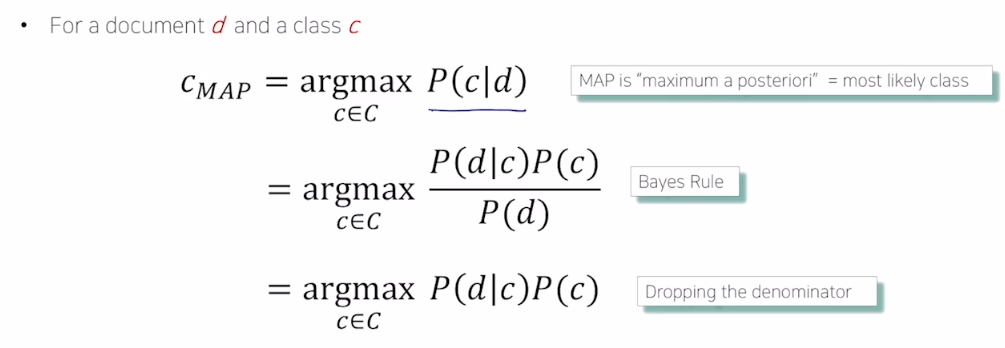 • For a document d and a class c
c_MAP = argmax P(c|d) MAP is “maximum a posteriori” = most likely class
c∈C
= argmax P(d|c)P(c) / P(d) Bayes Rule
c∈C
= argmax P(d|c)P(c) Dropping the denominator
c∈C